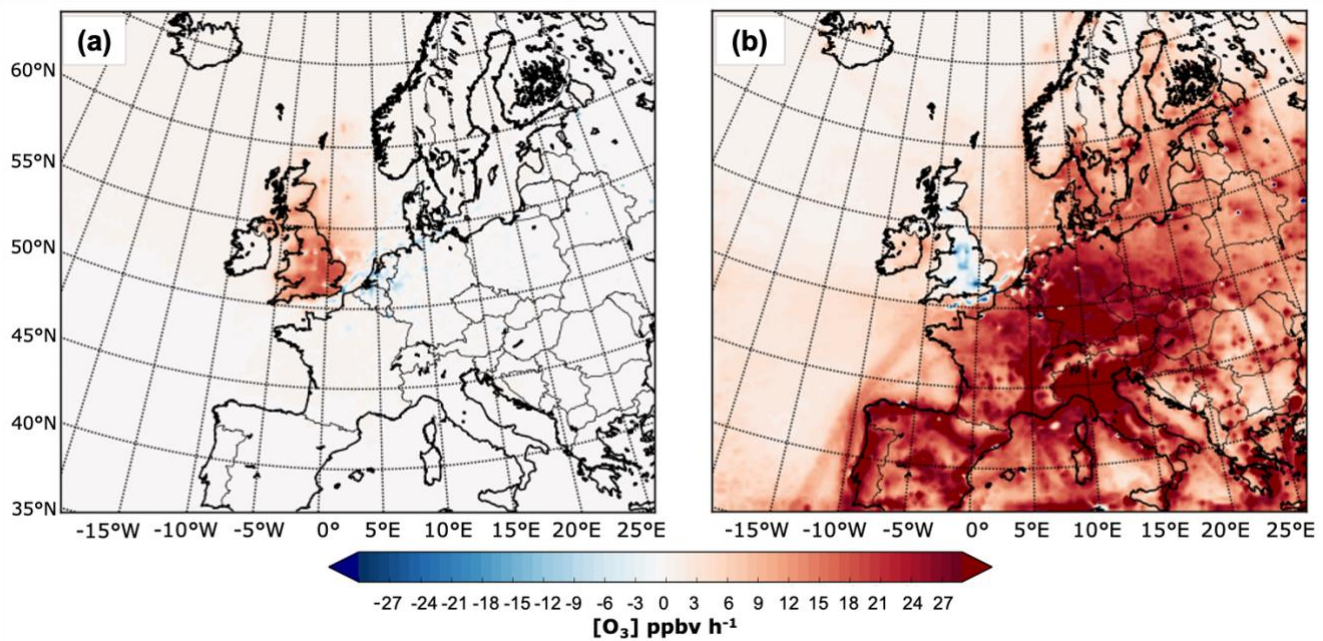 (a) (b)
60°N
55°N
50°N
45°N
40°N
35°N
-15°W -10°W -5°W 0° 5°E 10°E 15°E 20°E 25°E -15°W -10°W -5°W 0° 5°E 10°E 15°E 20°E 25°E
-27 -24 -21 -18 -15 -12 -9 -6 -3 0 3 6 9 12 15 18 21 24 27
[O₃] ppbv h⁻¹